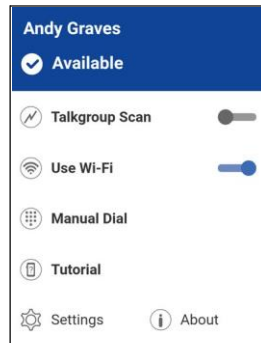 Andy Graves
Available
Talkgroup Scan
Use Wi-Fi
Manual Dial
Tutorial
Settings About